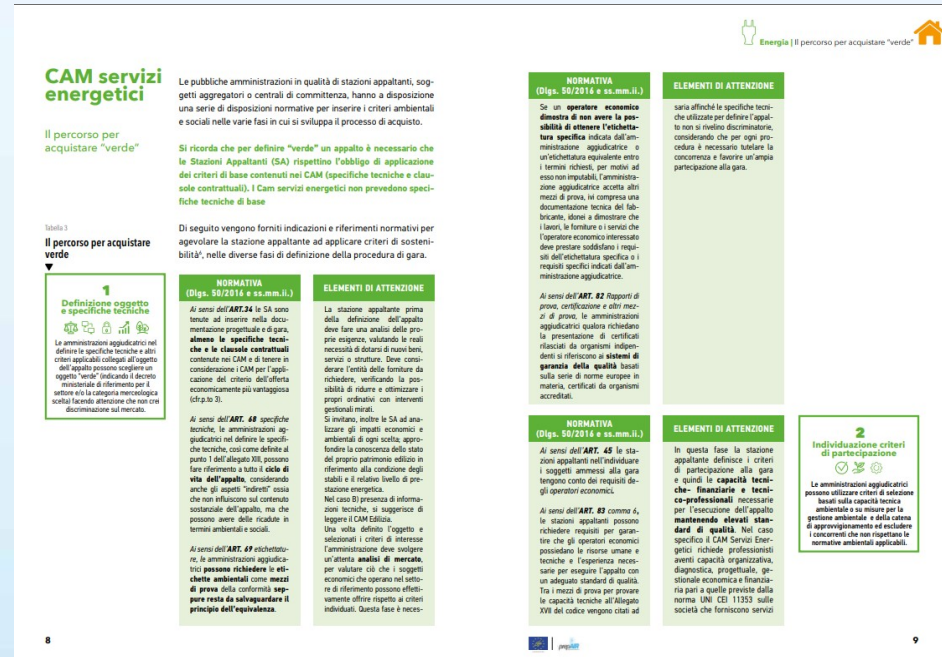 Energia | Il percorso per acquistare "verde"
CAM servizi
energetici
Il percorso per
acquistare "verde"
Le pubbliche amministrazioni in qualità di stazioni appaltanti, sog-
getti aggregatori o centrali di committenza, hanno a disposizione
una serie di disposizioni normative per inserire i criteri ambientali
e sociali nelle varie fasi in cui si sviluppa il processo di acquisto.
Si ricorda che per definire "verde" un appalto è necessario che
le Stazioni Appaltanti (SA) rispettino l'obbligo di applicazione
dei criteri di base contenuti nei CAM (specifiche tecniche e clau-
sole contrattuali). I Cam servizi energetici non prevedono speci-
fiche tecniche di base
Di seguito vengono forniti indicazioni e riferimenti normativi per
agevolare la stazione appaltante ad applicare criteri di sosteni-
bilità⁶, nelle diverse fasi di definizione della procedura di gara.
Tabella 3
Il percorso per acquistare
verde
1
Definizione oggetto
e specifiche tecniche
Le amministrazioni aggiudicatrici nel
definire le specifiche tecniche e altri
criteri applicabili collegati all'oggetto
dell'appalto possono scegliere un
oggetto "verde" (indicando il decreto
ministeriale di riferimento per il
settore e/o la categoria merceologica
scelta) facendo attenzione che non crei
discriminazione sul mercato.
NORMATIVA
(Dlgs. 50/2016 e ss.mm.ii.)
Ai sensi dell'ART.34 le SA sono
tenute ad inserire nella docu-
mentazione progettuale e di gara,
almeno le specifiche tecni-
che e le clausole contrattuali
contenute nei CAM e di tenere in
considerazione i CAM per l'appli-
cazione del criterio dell'offerta
economicamente più vantaggiosa
(cfr.p.to 3).
Ai sensi dell'ART. 68 specifiche
tecniche, le amministrazioni ag-
giudicatrici nel definire le specifi-
che tecniche, così come definite al
punto 1 dell'allegato XIII, possono
fare riferimento a tutto il ciclo di
vita dell'appalto, considerando
anche gli aspetti "indiretti" ossia
che non influiscono sul contenuto
sostanziale dell'appalto, ma che
possono avere delle ricadute in
termini ambientali e sociali.
Ai sensi dell'ART. 69 etichettatu-
re, le amministrazioni aggiudica-
trici possono richiedere le eti-
chette ambientali come mezzi
di prova della conformità sep-
pure resta da salvaguardare il
principio dell'equivalenza.
ELEMENTI DI ATTENZIONE
La stazione appaltante prima
della definizione dell'appalto
deve fare una analisi delle pro-
prie esigenze, valutando le reali
necessità di dotarsi di nuovi beni,
servizi o strutture. Deve consi-
derare l'entità delle forniture da
richiedere, verificando la pos-
sibilità di ridurre e ottimizzare i
propri ordinativi con interventi
gestionali mirati.
Si invitano, inoltre le SA ad ana-
lizzare gli impatti economici e
ambientali di ogni scelta; appro-
fondire la conoscenza dello stato
del proprio patrimonio edilizio in
riferimento alla condizione degli
stabili e il relativo livello di pre-
stazione energetica.
Nel caso B) presenza di informa-
zioni tecniche, si suggerisce di
leggere il CAM Edilizia.
Una volta definito l'oggetto e
selezionati i criteri di interesse
l'amministrazione deve svolgere
un'attenta analisi di mercato,
per valutare ciò che i soggetti
economici che operano nel setto-
re di riferimento possono effetti-
vamente offrire rispetto ai criteri
individuati. Questa fase è neces-
8
NORMATIVA
(Dlgs. 50/2016 e ss.mm.ii.)
Se un operatore economico
dimostra di non avere la pos-
sibilità di ottenere l'etichetta-
tura specifica indicata dall'am-
ministrazione aggiudicatrice o
un'etichettatura equivalente entro
i termini richiesti, per motivi ad
esso non imputabili, l'amministra-
zione aggiudicatrice accetta altri
mezzi di prova, ivi compresa una
documentazione tecnica del fab-
bricante, idonei a dimostrare che
i lavori, le forniture o i servizi che
l'operatore economico interessato
deve prestare soddisfano i requi-
siti dell'etichettatura specifica o i
requisiti specifici indicati dall'am-
ministrazione aggiudicatrice.
Ai sensi dell'ART. 82 Rapporti di
prova, certificazione e altri mez-
zi di prova, le amministrazioni
aggiudicatrici qualora richiedano
la presentazione di certificati
rilasciati da organismi indipen-
denti si riferiscono ai sistemi di
garanzia della qualità basati
sulla serie di norme europee in
materia, certificati da organismi
accreditati.
ELEMENTI DI ATTENZIONE
saria affinché le specifiche tecni-
che utilizzate per definire l'appal-
to non si rivelino discriminatorie,
considerando che per ogni pro-
cedura è necessario tutelare la
concorrenza e favorire un'ampia
partecipazione alla gara.
NORMATIVA
(Dlgs. 50/2016 e ss.mm.ii.)
Ai sensi dell'ART. 45 le sta-
zioni appaltanti nell'individuare
i soggetti ammessi alla gara
tengono conto dei requisiti de-
gli operatori economici.
Ai sensi dell'ART. 83 comma 6,
le stazioni appaltanti possono
richiedere requisiti per garan-
tire che gli operatori economici
possiedano le risorse umane e
tecniche e l'esperienza neces-
sarie per eseguire l'appalto con
un adeguato standard di qualità.
Tra i mezzi di prova per provare
le capacità tecniche all'Allegato
XVII del codice vengono citati ad
ELEMENTI DI ATTENZIONE
In questa fase la stazione
appaltante definisce i criteri
di partecipazione alla gara
e quindi le capacità tecni-
che- finanziarie e tecni-
co-professionali necessarie
per l'esecuzione dell'appalto
mantenendo elevati stan-
dard di qualità. Nel caso
specifico il CAM Servizi Ener-
getici richiede professionisti
aventi capacità organizzativa,
diagnostica, progettuale, ge-
stionale economica e finanzia-
ria pari a quelle previste dalla
norma UNI CEI 11353 sulle
società che forniscono servizi
2
Individuazione criteri
di partecipazione
Le amministrazioni aggiudicatrici
possono utilizzare criteri di selezione
basati sulla capacità tecnica
ambientale o su misure per la
gestione ambientale e della catena
di approvvigionamento ed escludere
i concorrenti che non rispettano le
normative ambientali applicabili.
9